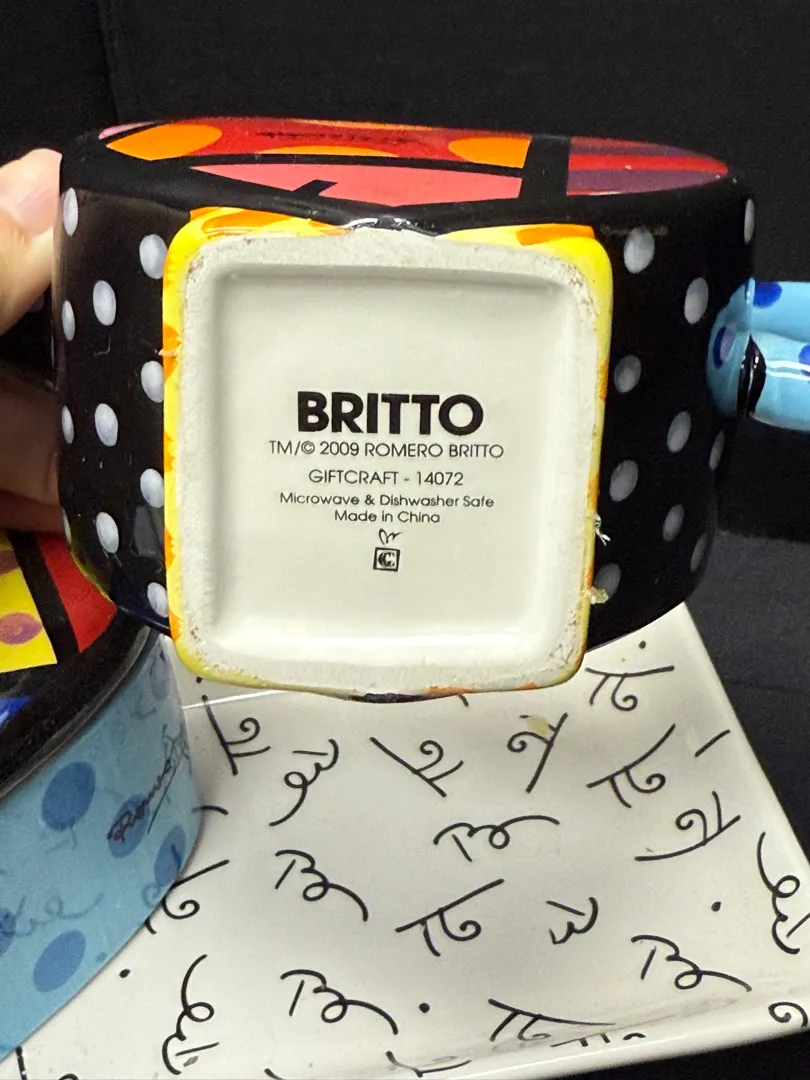 BRITTO
TM/© 2009 ROMERO BRITTO
GIFTCRAFT - 14072
Microwave & Dishwasher Safe
Made in China